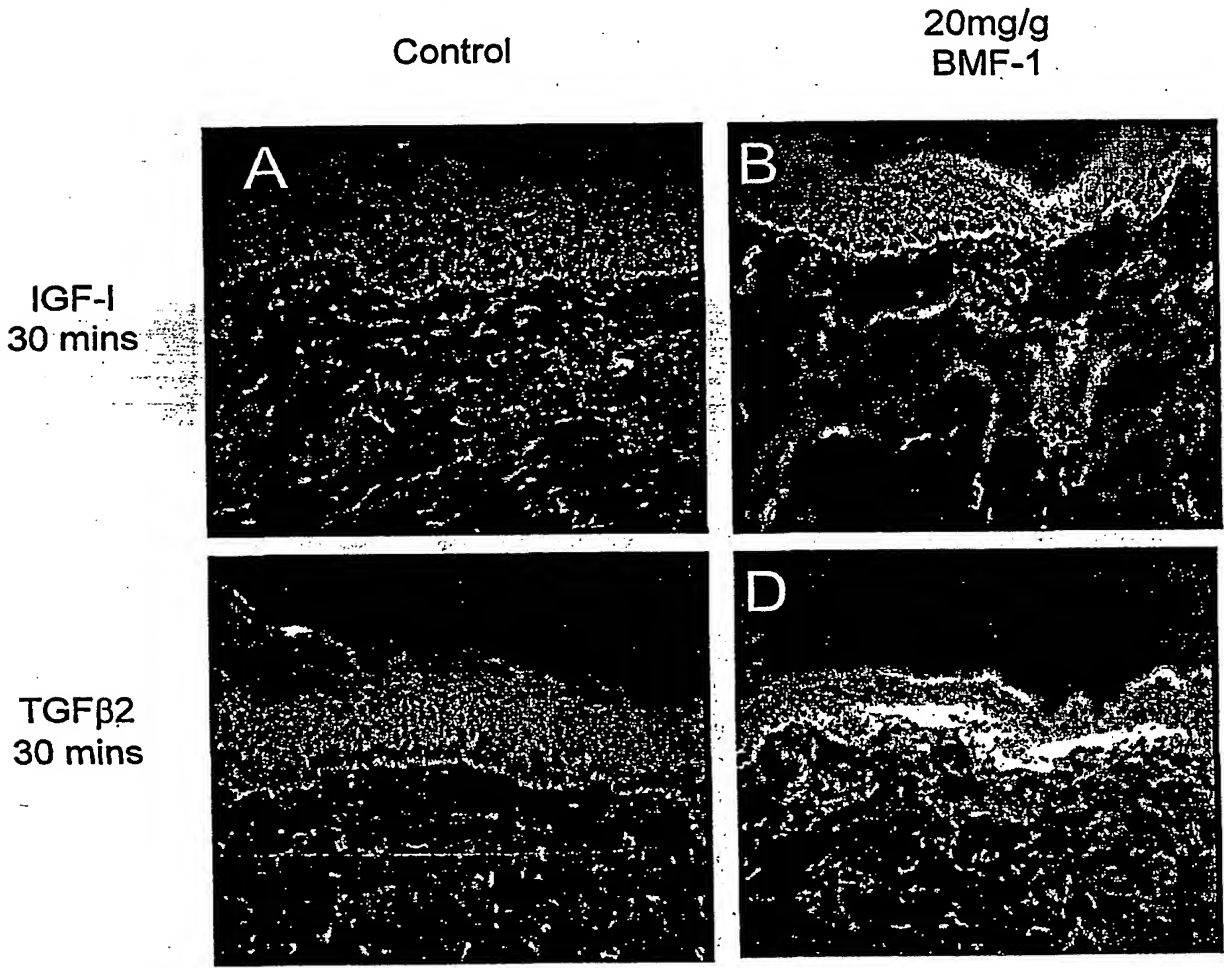 Control
20mg/g
BMF-1
A
B
IGF-I
30 mins
D
TGFβ2
30 mins